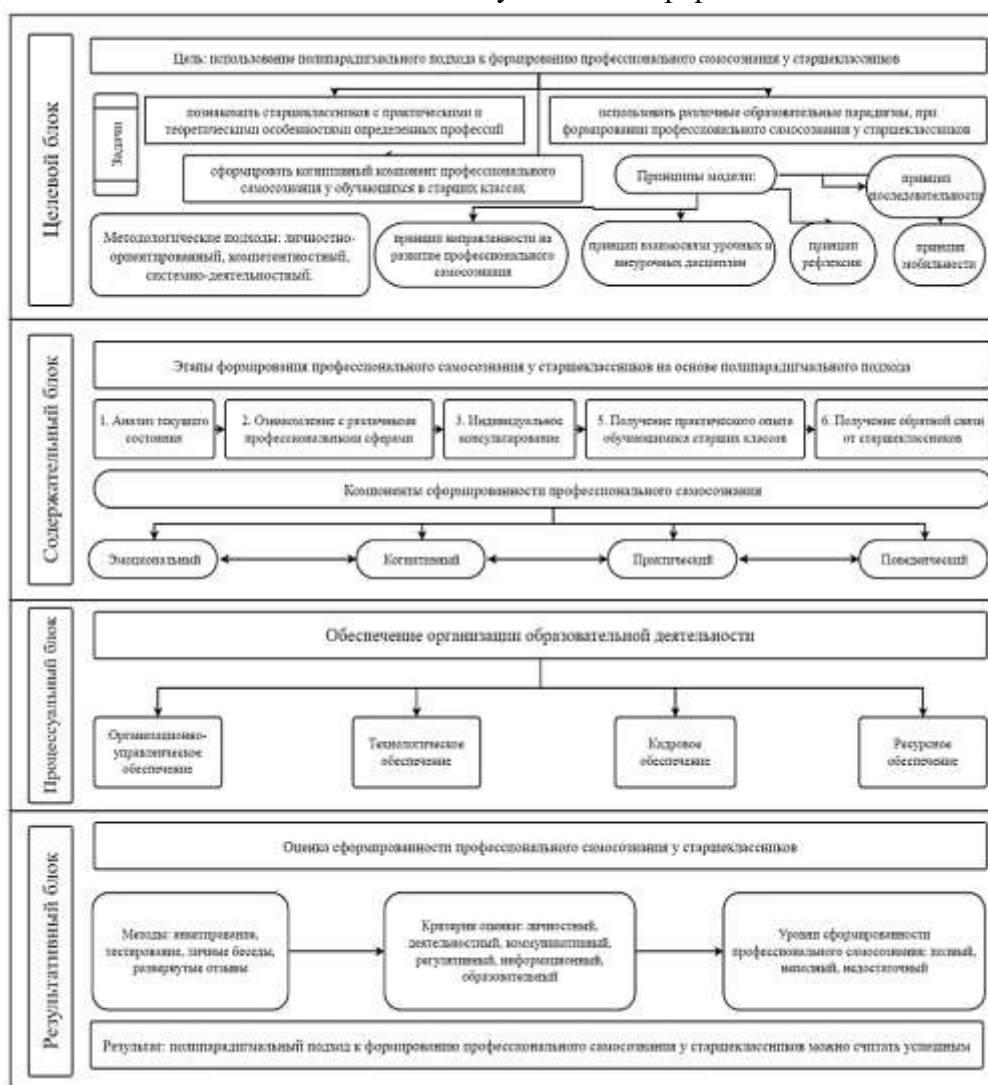 Целевой блок
Цель: использование полипарадигмального подхода к формированию профессионального самосознания у старшеклассников
Задачи
познакомить старшеклассников с практическими и
теоретическими особенностями определенных профессий
использовать различные образовательные парадигмы, при
формировании профессионального самосознания у старшеклассников
сформировать когнитивный компонент профессионального
самосознания у обучающихся в старших классах
Принципы модели:
принцип
последовательности
Методологические подходы: личностно-
ориентированный, компетентностный,
системно-деятельностный.
принцип направленности на
развитие профессионального
самосознания
принцип взаимосвязи урочных и
внеурочных дисциплин
принцип
рефлексии
принцип
мобильности
Содержательный блок
Этапы формирования профессионального самосознания у старшеклассников на основе полипарадигмального подхода
1. Анализ текущего
состояния
2. Ознакомление с различными
профессиональными сферами
3. Индивидуальное
консультирование
5. Получение практического опыта
обучающимся старших классов
6. Получение обратной связи
от старшеклассников
Компоненты сформированности профессионального самосознания
Эмоциональный
Когнитивный
Практический
Поведенческий
Процессуальный блок
Обеспечение организации образовательной деятельности
Организационно-
управленческое
обеспечение
Технологическое
обеспечение
Кадровое
обеспечение
Ресурсное
обеспечение
Результативный блок
Оценка сформированности профессионального самосознания у старшеклассников
Методы: анкетирование,
тестирование, личные беседы,
развернутые отзывы
Критерии оценки: личностный,
деятельностный, коммуникативный,
регулятивный, информационный,
образовательный
Уровни сформированности
профессионального самосознания: полный,
неполный, недостаточный
Результат: полипарадигмальный подход к формированию профессионального самосознания у старшеклассников можно считать успешным